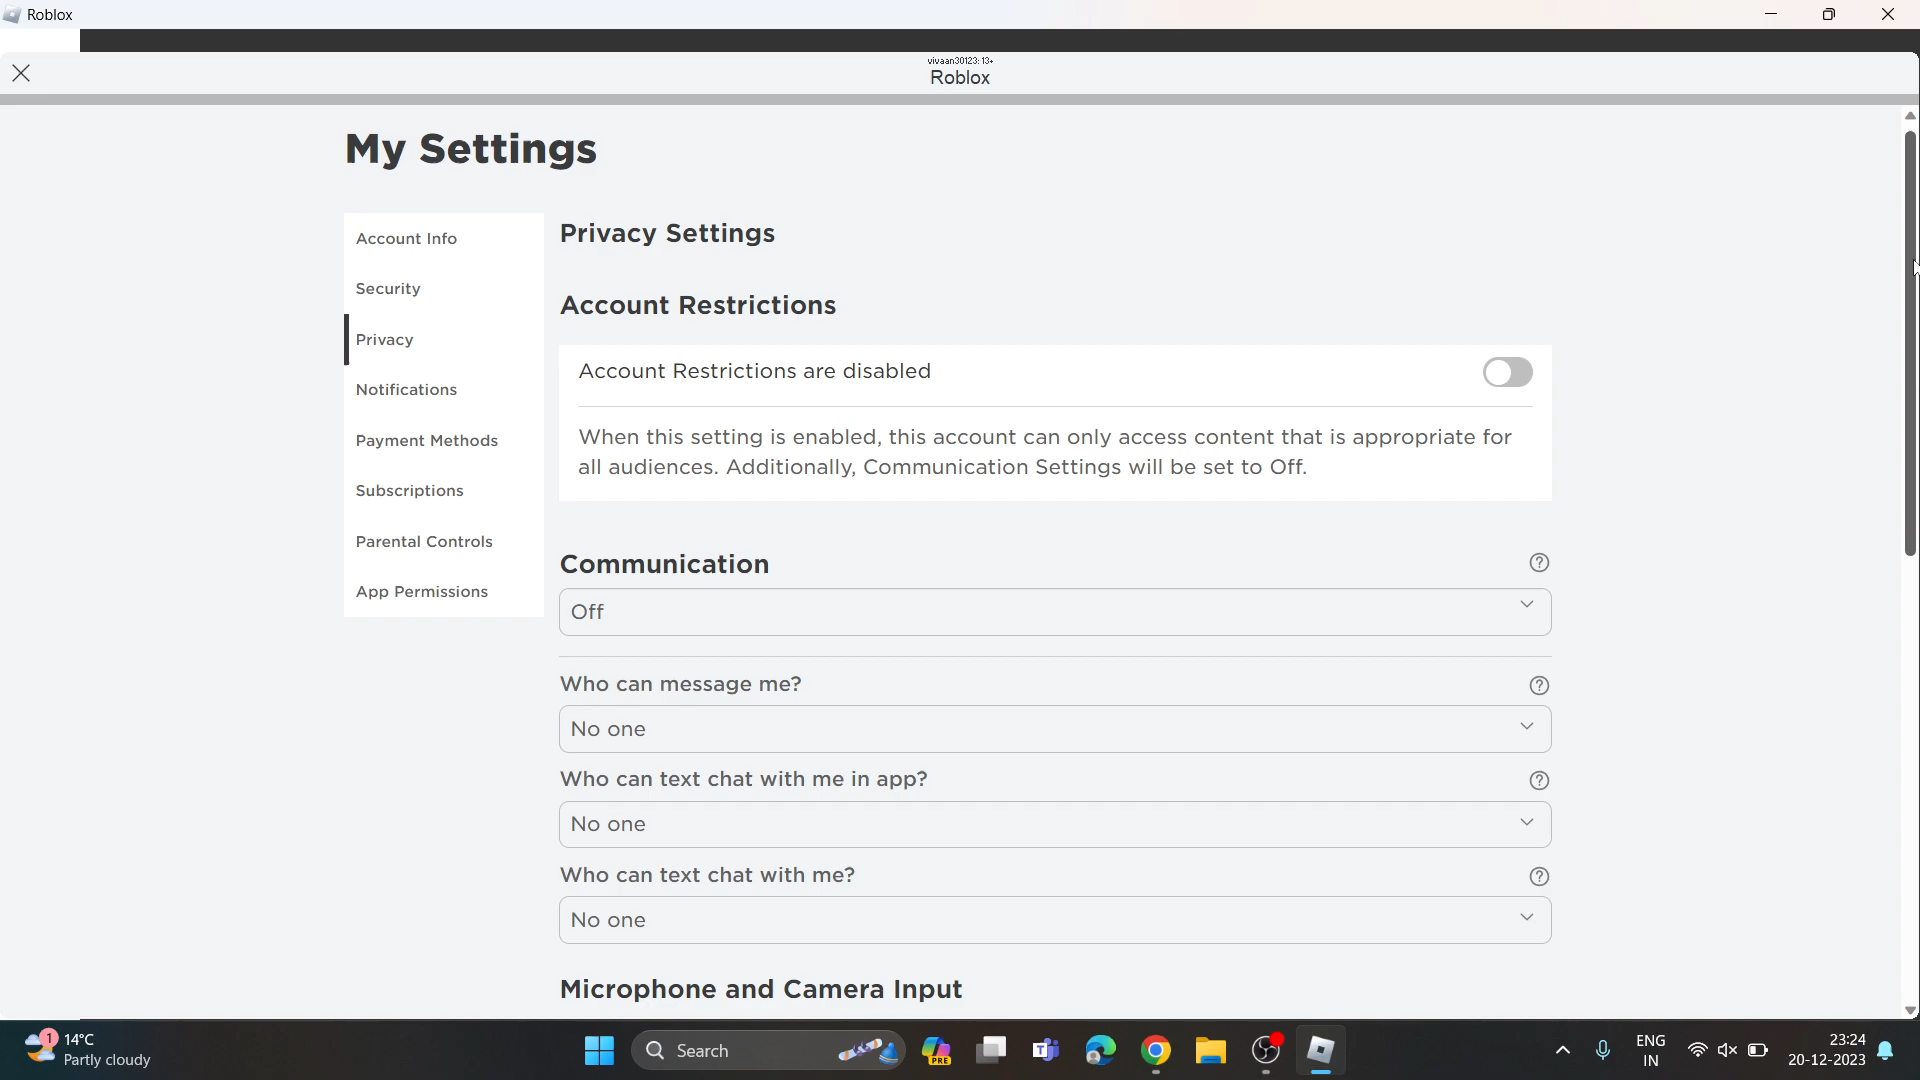 Roblox
vivaan30123: 13+
Roblox
My Settings
Account Info
Security
Privacy
Notifications
Payment Methods
Subscriptions
Parental Controls
App Permissions
Privacy Settings
Account Restrictions
Account Restrictions are disabled
When this setting is enabled, this account can only access content that is appropriate for
all audiences. Additionally, Communication Settings will be set to Off.
Communication
Off
Who can message me?
No one
Who can text chat with me in app?
No one
Who can text chat with me?
No one
Microphone and Camera Input
1
14°C
Partly cloudy
Search
PRE
ENG
IN
23:24
20-12-2023